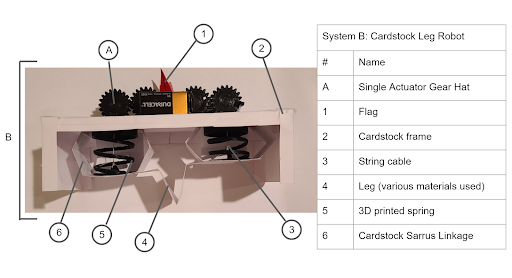 1
2
A
B
DURACELL
6
5
4
3
System B: Cardstock Leg Robot
# Name
A Single Actuator Gear Hat
1 Flag
2 Cardstock frame
3 String cable
4 Leg (various materials used)
5 3D printed spring
6 Cardstock Sarrus Linkage